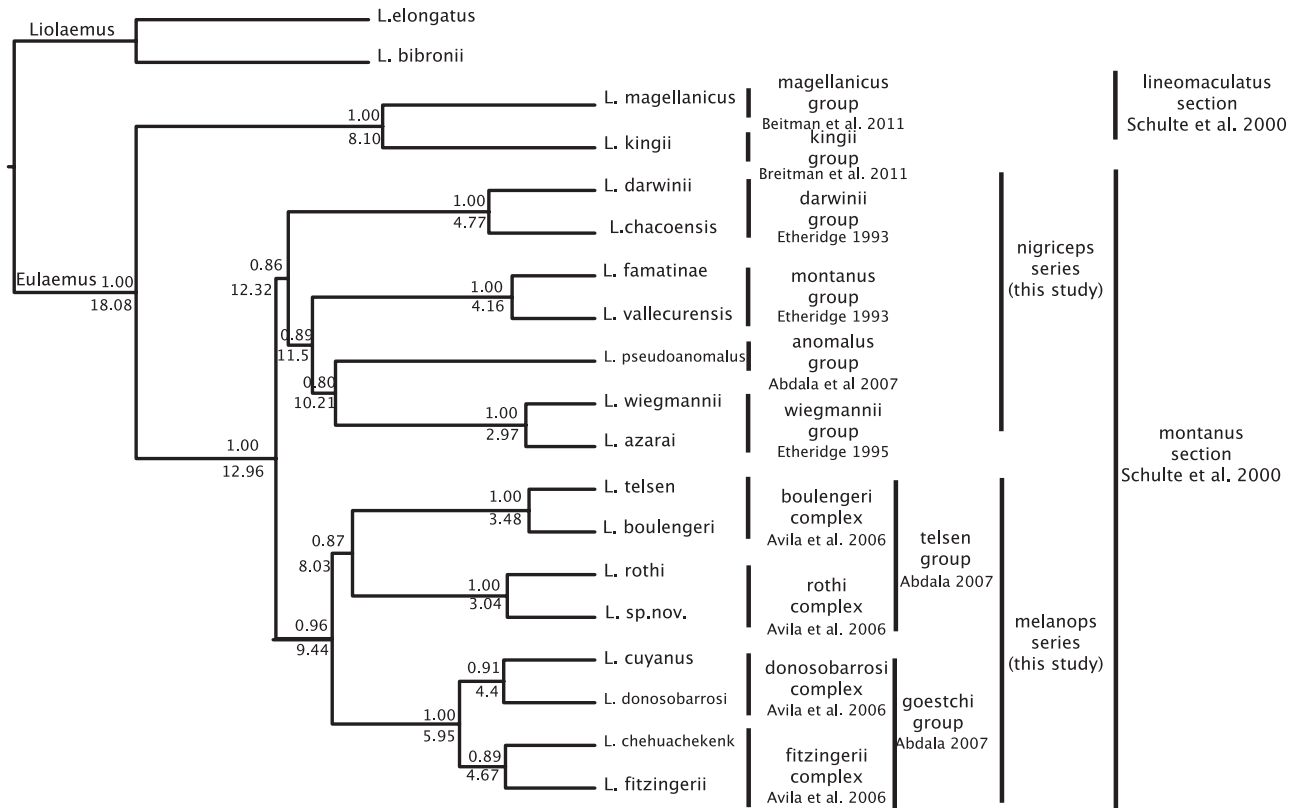 Liolaemus
L.elongatus
L. bibronii
L. magellanicus
1.00
8.10
L. kingii
magellanicus
group
Beitman et al. 2011
kingii
group
Breitman et al. 2011
lineomaculatus
section
Schulte et al. 2000
L. darwinii
1.00
4.77
L.chacoensis
darwinii
group
Etheridge 1993
Eulaemus
1.00
18.08
0.86
12.32
L. famatinae
1.00
4.16
L. vallecurensis
montanus
group
Etheridge 1993
nigriceps
series
(this study)
0.89
11.5
L. pseudoanomalus
anomalus
group
Abdala et al 2007
0.80
10.21
L. wiegmannii
1.00
2.97
L. azarai
wiegmannii
group
Etheridge 1995
1.00
12.96
montanus
section
Schulte et al. 2000
L. telsen
1.00
3.48
L. boulengeri
boulengeri
complex
Avila et al. 2006
0.87
8.03
telsen
group
Abdala 2007
L. rothi
1.00
3.04
L. sp.nov.
rothi
complex
Avila et al. 2006
0.96
9.44
melanops
series
(this study)
L. cuyanus
0.91
4.4
L. donosobarrosi
donosobarrosi
complex
Avila et al. 2006
1.00
5.95
goestchi
group
Abdala 2007
L. chehuachekenk
0.89
4.67
L. fitzingerii
fitzingerii
complex
Avila et al. 2006